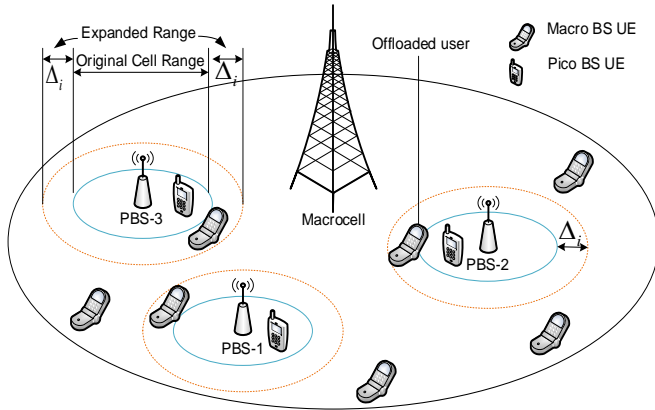 Expanded Range
Offloaded user
Macro BS UE
Δi
Original Cell Range
Δi
Pico BS UE
PBS-3
Macrocell
PBS-2
Δi
PBS-1